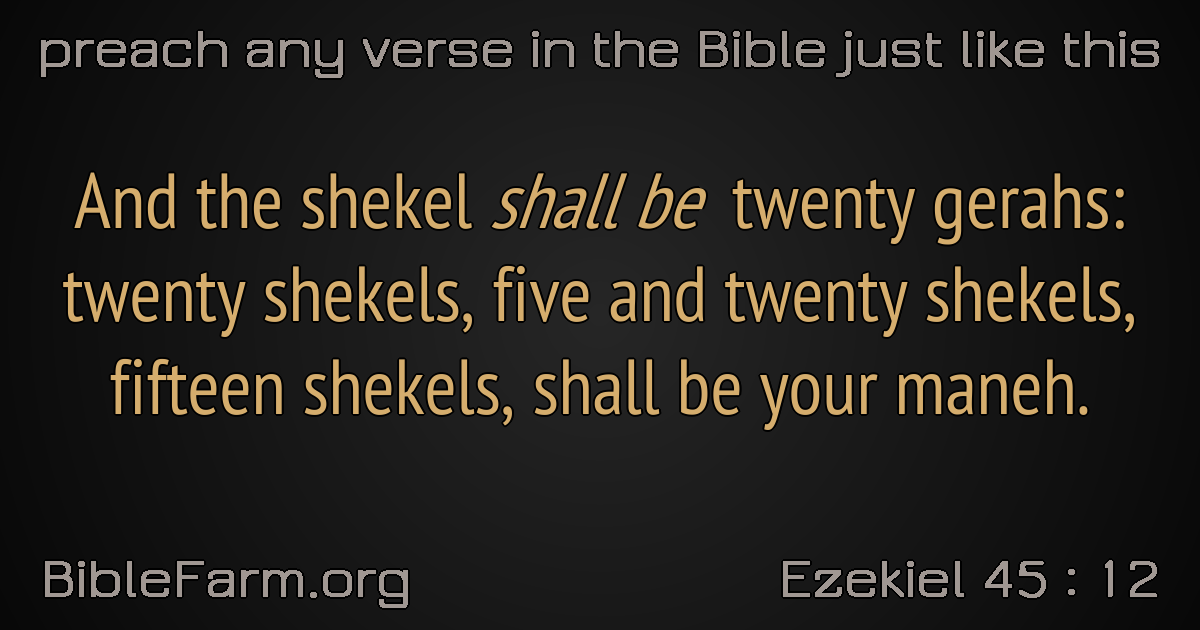 preach any verse in the Bible just like this
And the shekel shall be twenty gerahs:
twenty shekels, five and twenty shekels,
fifteen shekels, shall be your maneh.
BibleFarm.org
Ezekiel 45 : 12